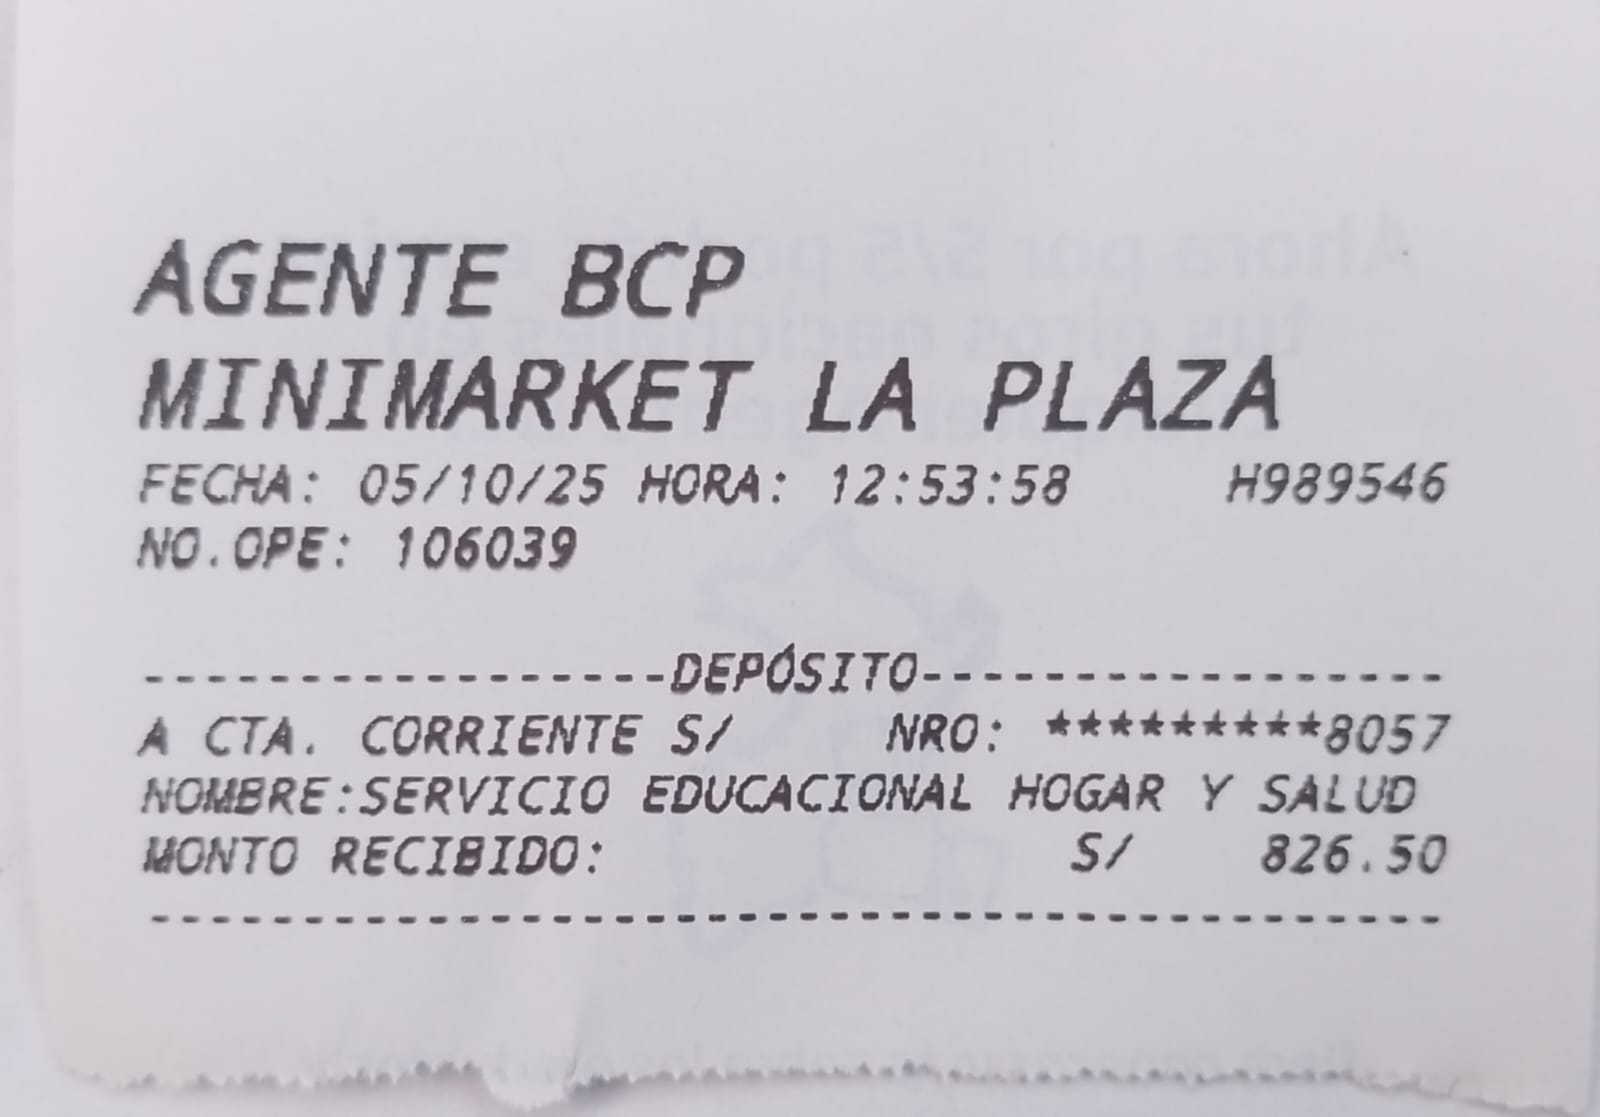 AGENTE BCP
MINIMARKET LA PLAZA
FECHA: 05/10/25 HORA: 12:53:58 H989546
NO.OPE: 106039
------------------DEPÓSITO------------------
A CTA. CORRIENTE S/ NRO: *********8057
NOMBRE:SERVICIO EDUCACIONAL HOGAR Y SALUD
MONTO RECIBIDO: S/ 826.50
--------------------------------------------